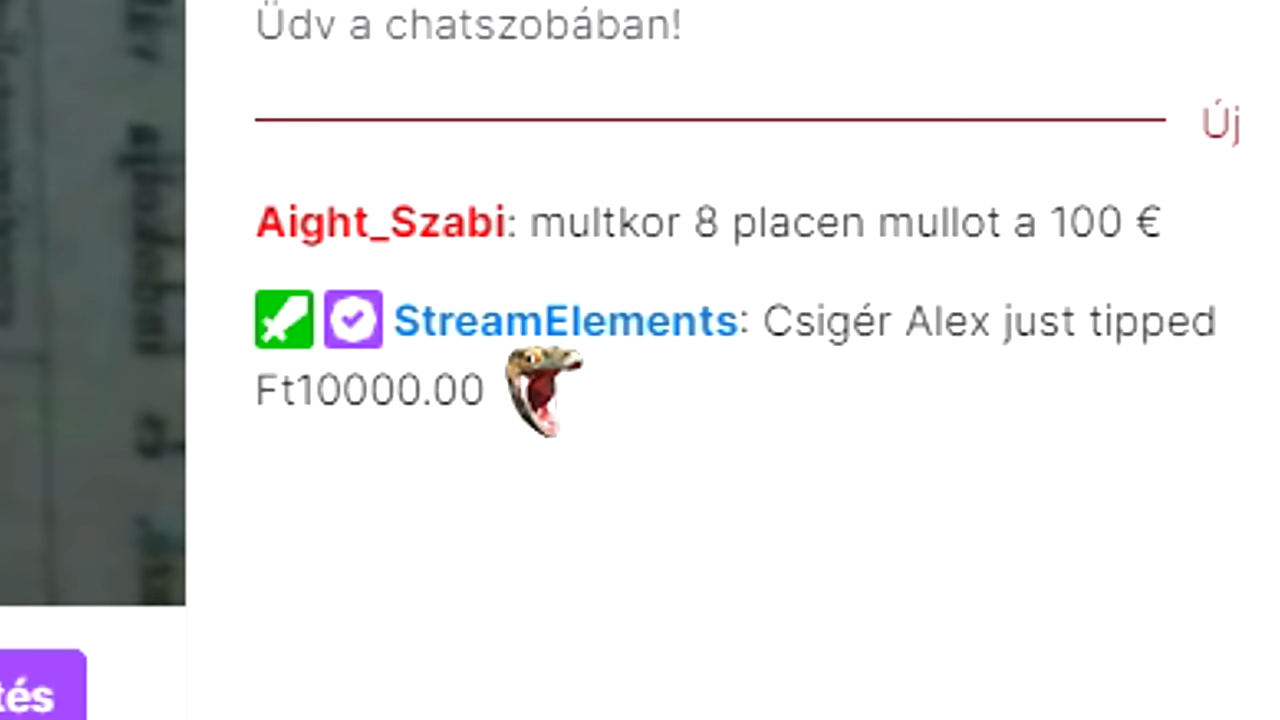 Üdv a chatszobában!
Új
Aight_Szabi: multkor 8 placen mullot a 100 €
StreamElements: Csigér Alex just tipped
Ft10000.00
tés